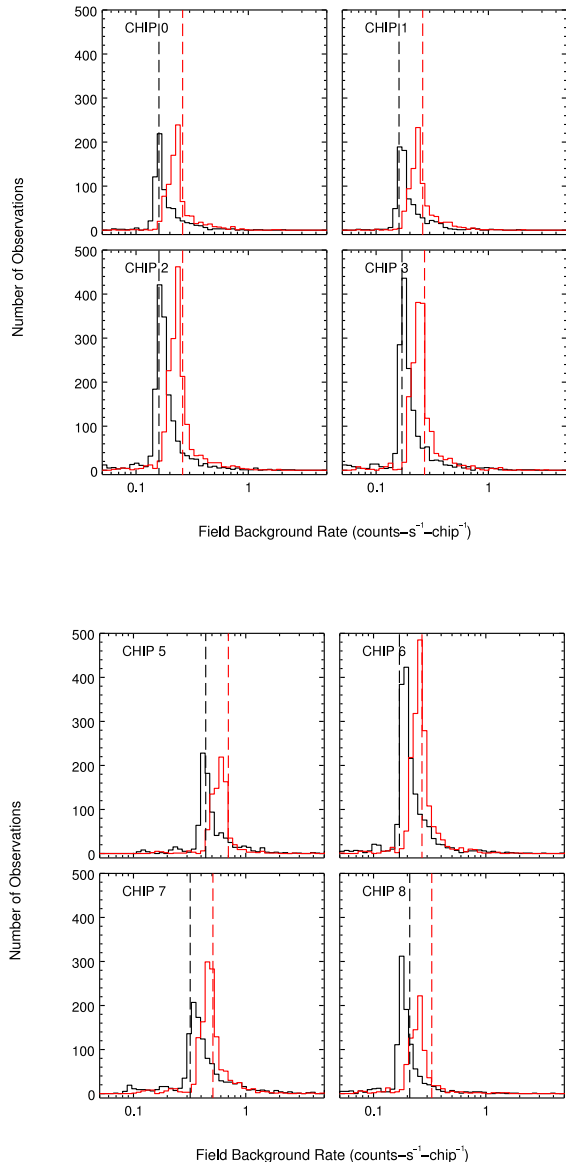 500
400
300
200
100
0
CHIP 0
CHIP 1
500
400
300
200
100
0
CHIP 2
CHIP 3
0.1
1
0.1
1
Number of Observations
Field Background Rate (counts−s⁻¹−chip⁻¹)
500
400
300
200
100
0
CHIP 5
CHIP 6
500
400
300
200
100
0
CHIP 7
CHIP 8
0.1
1
0.1
1
Number of Observations
Field Background Rate (counts−s⁻¹−chip⁻¹)